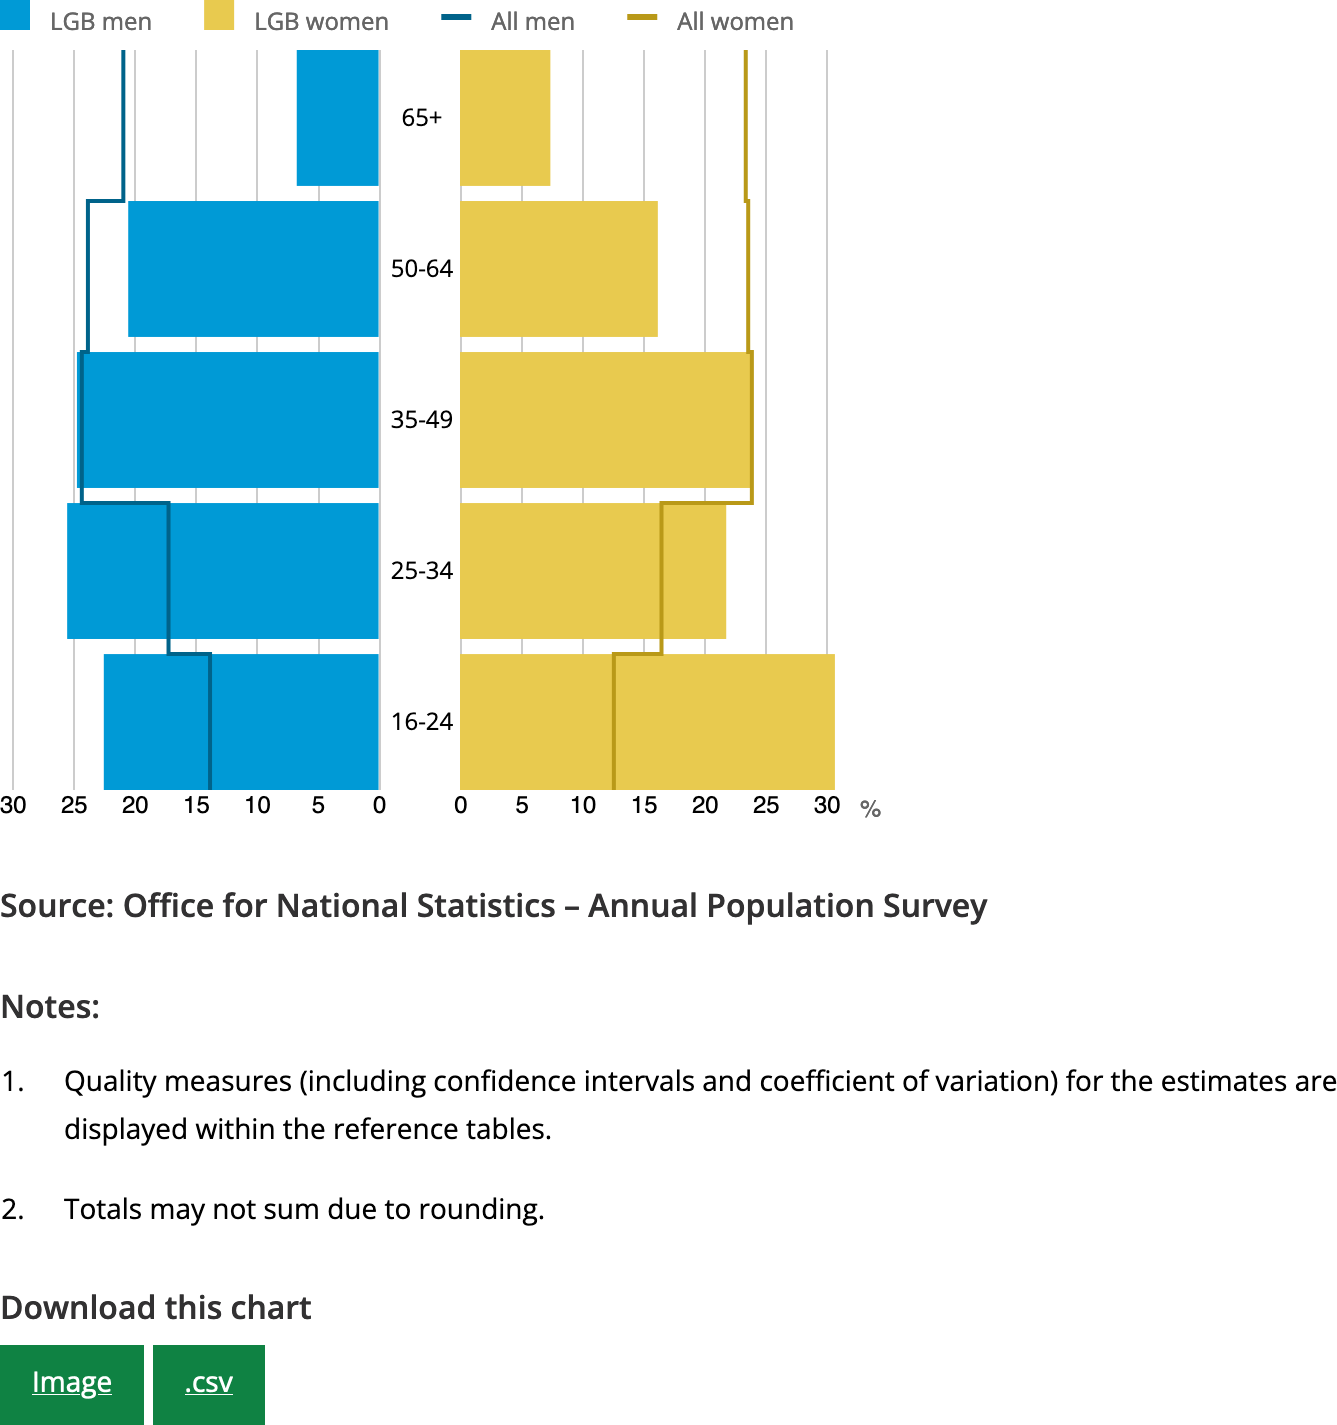 LGB men LGB women All men All women
65+
50-64
35-49
25-34
16-24
30 25 20 15 10 5 0 0 5 10 15 20 25 30 %
Source: Office for National Statistics – Annual Population Survey
Notes:
1. Quality measures (including confidence intervals and coefficient of variation) for the estimates are
displayed within the reference tables.
2. Totals may not sum due to rounding.
Download this chart
Image .csv